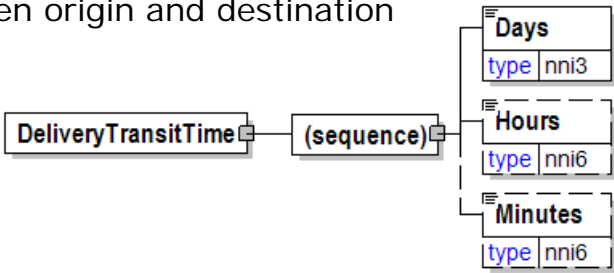 en origin and destination
Days
type nni3
DeliveryTransitTime
(sequence)
Hours
type nni6
Minutes
type nni6